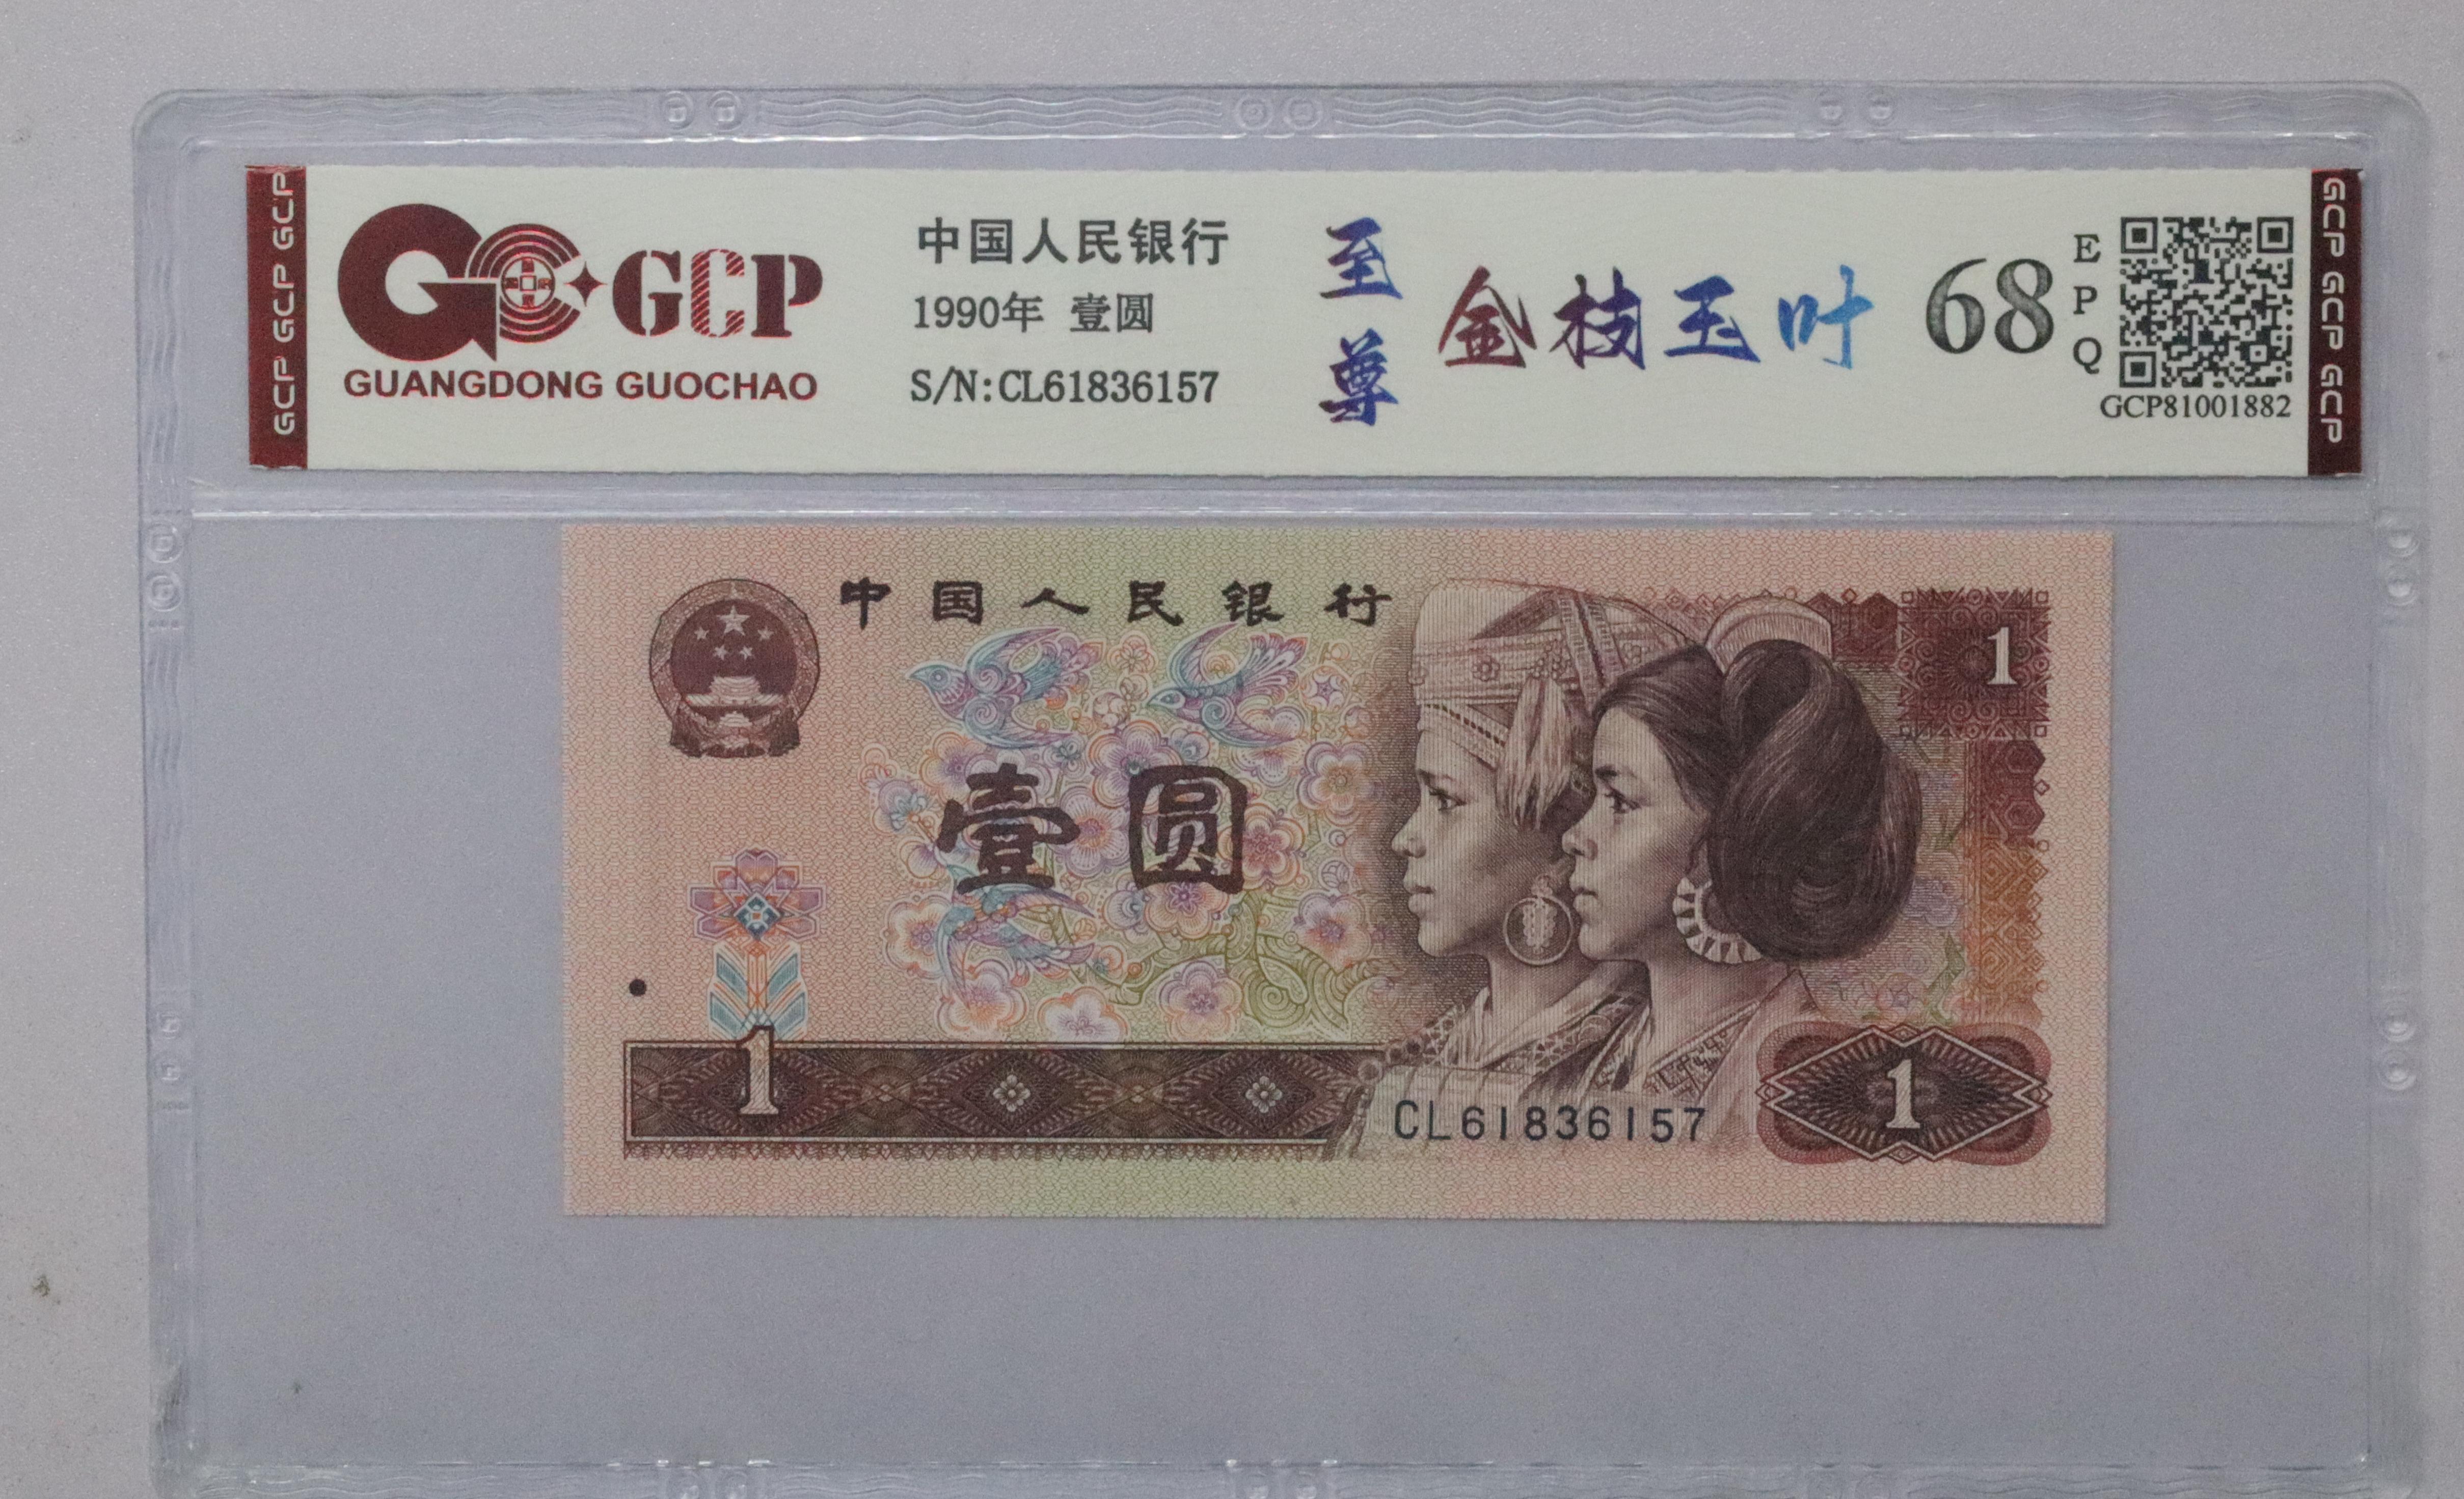 GCP GCP GCP
GCP
GUANGDONG GUOCHAO
中国人民银行
1990年 壹圆
S/N:CL61836157
至尊
金枝玉叶
68
EPQ
GCP81001882
GCP GCP GCP
中国人民银行
1
壹圆
1
CL61836157
1